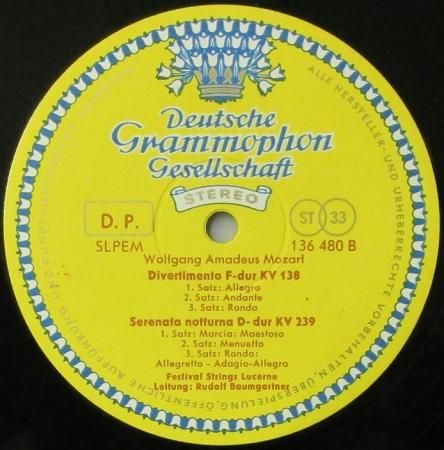 Deutsche
Grammophon
Gesellschaft
STEREO
D. P.
ST 33
SLPEM
136 480 B
Wolfgang Amadeus Mozart
Divertimento F-dur KV 138
1. Satz: Allegro
2. Satz: Andante
3. Satz: Rondo
Serenata notturna D-dur KV 239
1. Satz: Marcia: Maestoso
2. Satz: Menuetto
3. Satz: Rondo:
Allegretto - Adagio-Allegro
Festival Strings Lucerne
Leitung: Rudolf Baumgartner
ALLE HERSTELLER- UND URHEBERRECHTE VORBEHALTEN, ÜBERSPIELUNG, ÖFFENTLICHE AUFFÜHRUNG UND RUNDFUNK